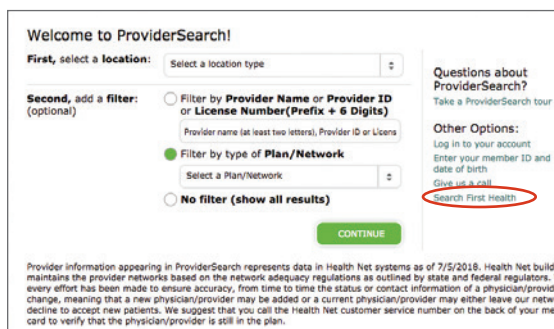 Welcome to ProviderSearch!
First, select a location:
Select a location type
Second, add a filter:
(optional)
Filter by Provider Name or Provider ID
or License Number(Prefix + 6 Digits)
Provider name (at least two letters), Provider ID or Licens
Filter by type of Plan/Network
Select a Plan/Network
No filter (show all results)
CONTINUE
Questions about
ProviderSearch?
Take a ProviderSearch tour
Other Options:
Log in to your account
Enter your member ID and
date of birth
Give us a call
Search First Health
Provider information appearing in ProviderSearch represents data in Health Net systems as of 7/5/2018. Health Net build
maintains the provider networks based on the network adequacy regulations as outlined by state and federal regulators.
every effort has been made to ensure accuracy, from time to time the status or contact information of a physician/provid
change, meaning that a new physician/provider may be added or a current physician/provider may either leave our netw
decline to accept new patients. We suggest that you call the Health Net customer service number on the back of your me
card to verify that the physician/provider is still in the plan.